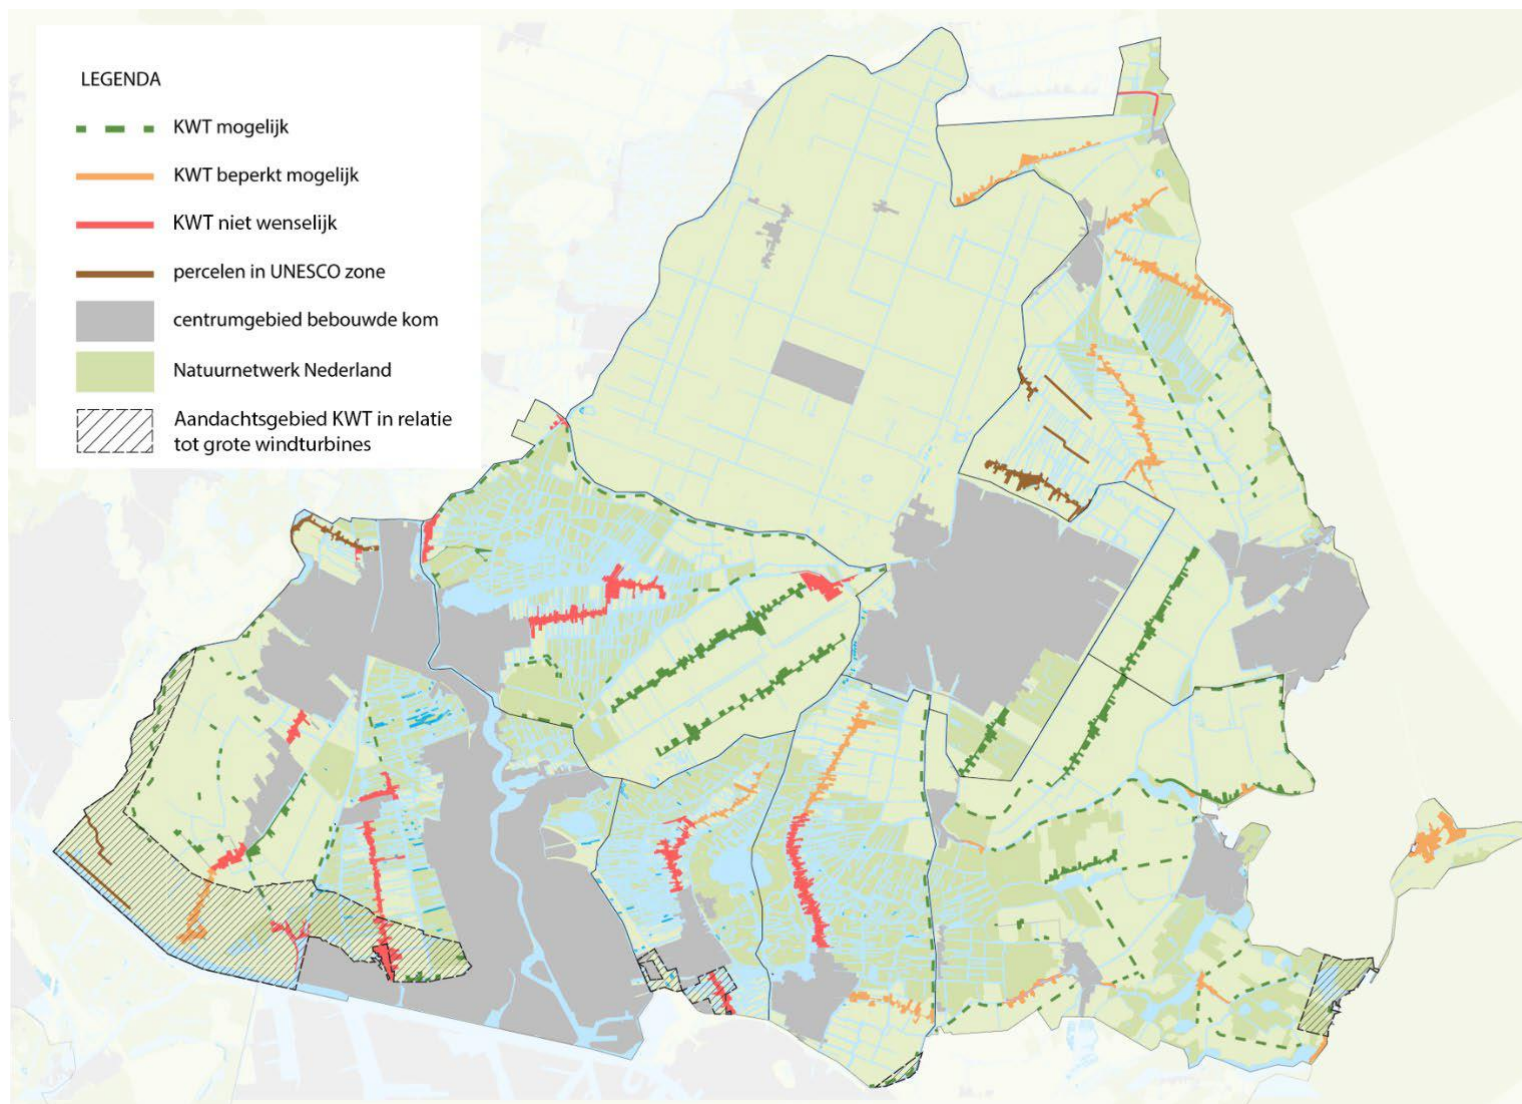 LEGENDA
KWT mogelijk
KWT beperkt mogelijk
KWT niet wenselijk
percelen in UNESCO zone
centrumgebied bebouwde kom
Natuurnetwerk Nederland
Aandachtsgebied KWT in relatie
tot grote windturbines